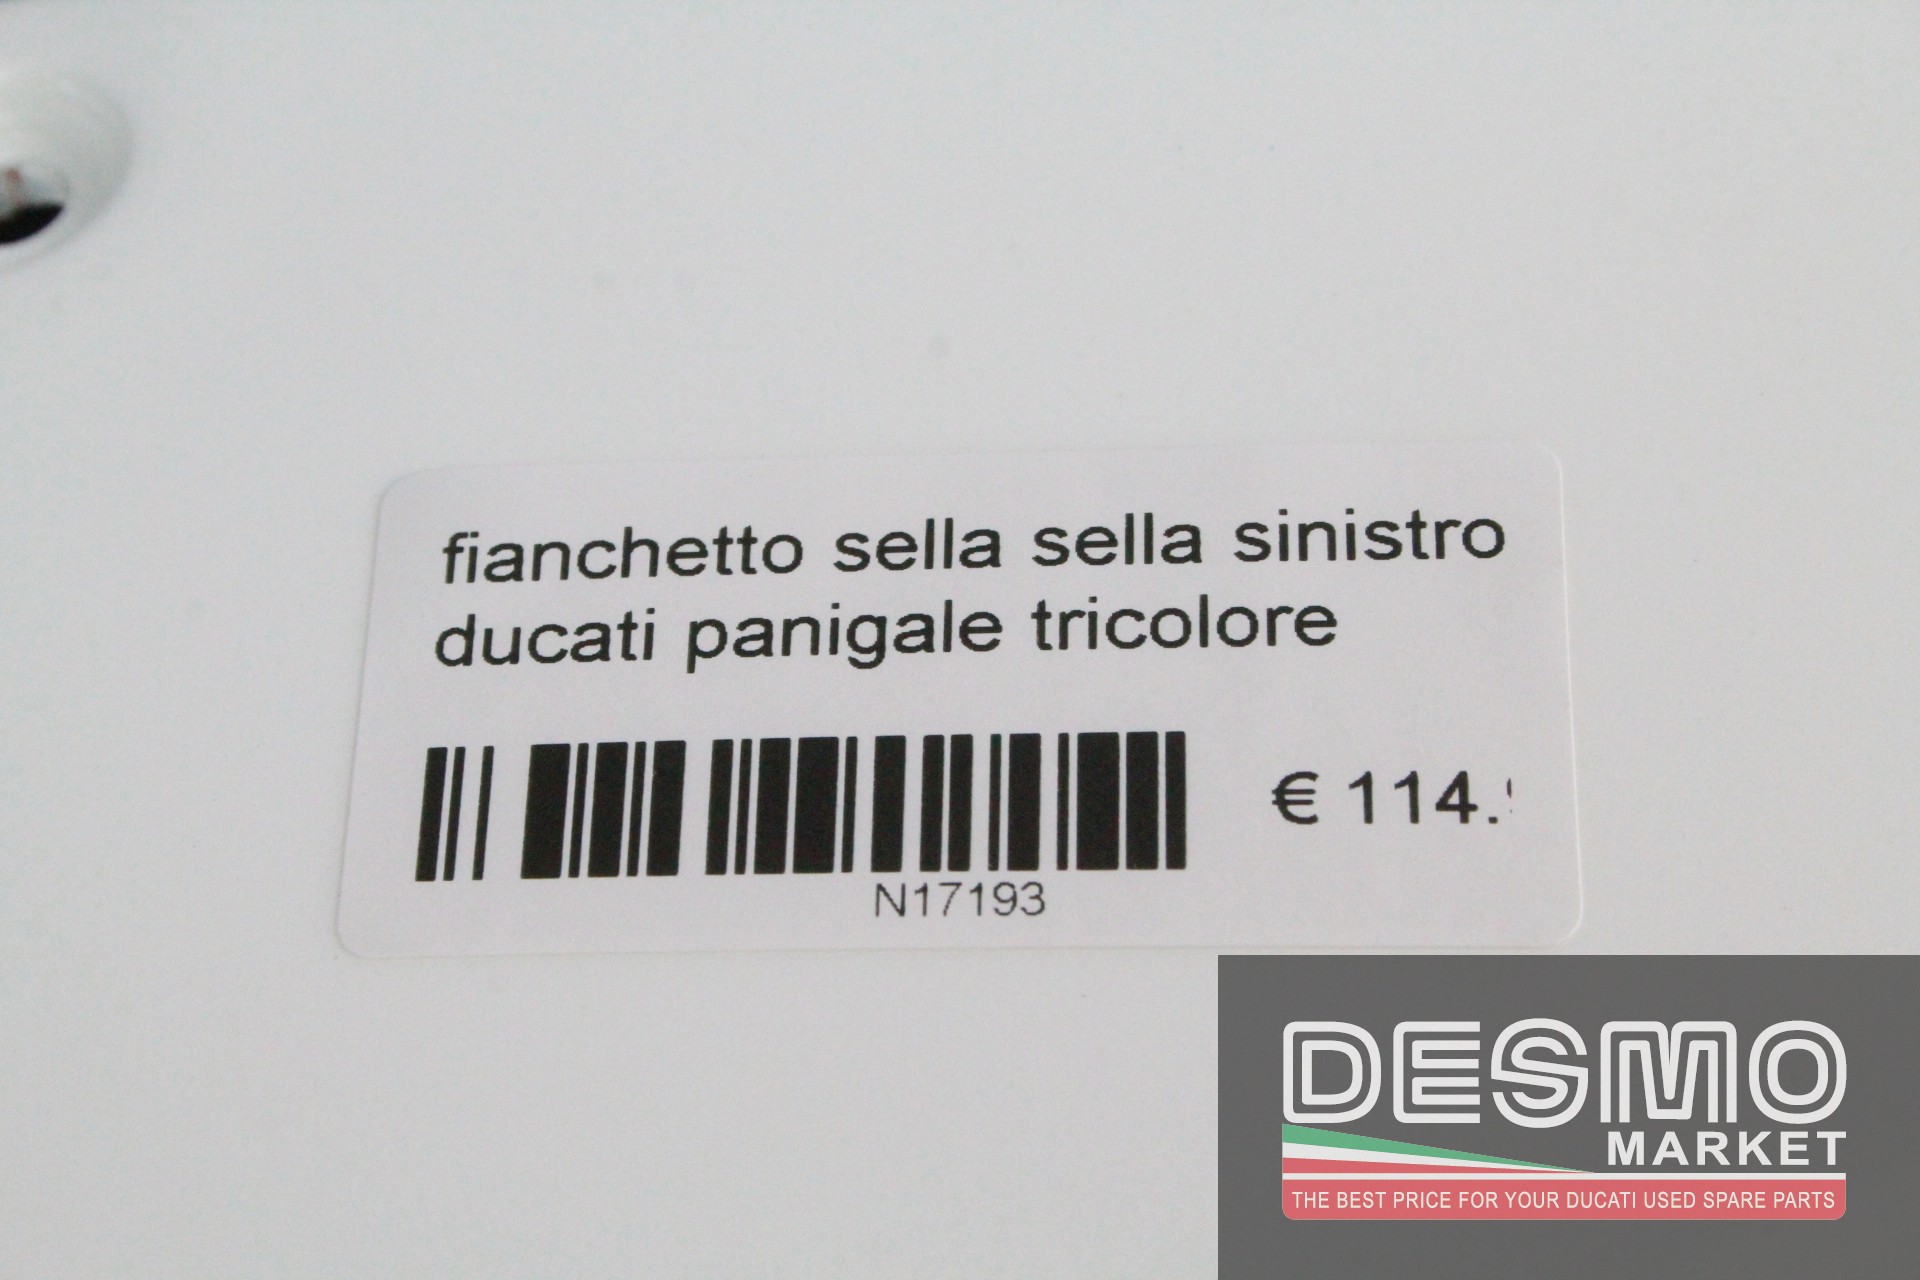 fianchetto sella sella sinistro
ducati panigale tricolore
€ 114.
N17193
DESMO
MARKET
THE BEST PRICE FOR YOUR DUCATI USED SPARE PARTS